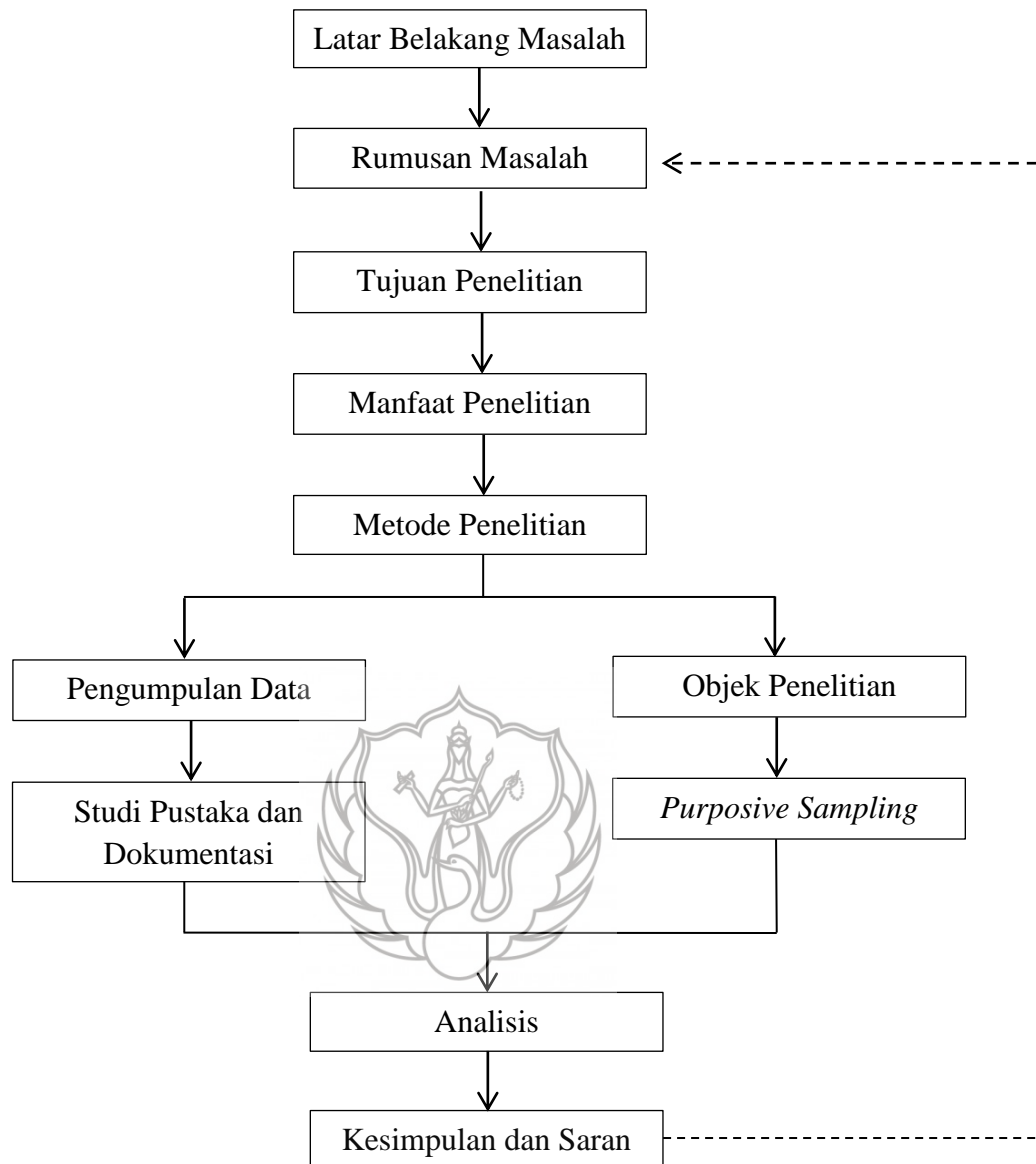 Latar Belakang Masalah
Rumusan Masalah
Tujuan Penelitian
Manfaat Penelitian
Metode Penelitian
Pengumpulan Data
Objek Penelitian
Studi Pustaka dan
Dokumentasi
Purposive Sampling
Analisis
Kesimpulan dan Saran